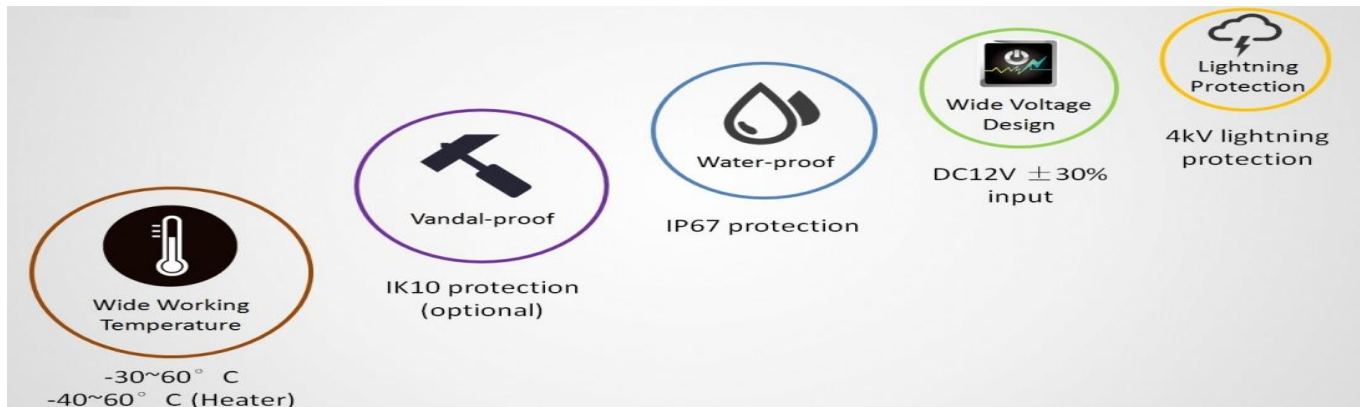 Wide Working
Temperature
-30~60° C
-40~60° C (Heater)
Vandal-proof
IK10 protection
(optional)
Water-proof
IP67 protection
Wide Voltage
Design
DC12V ±30%
input
Lightning
Protection
4kV lightning
protection